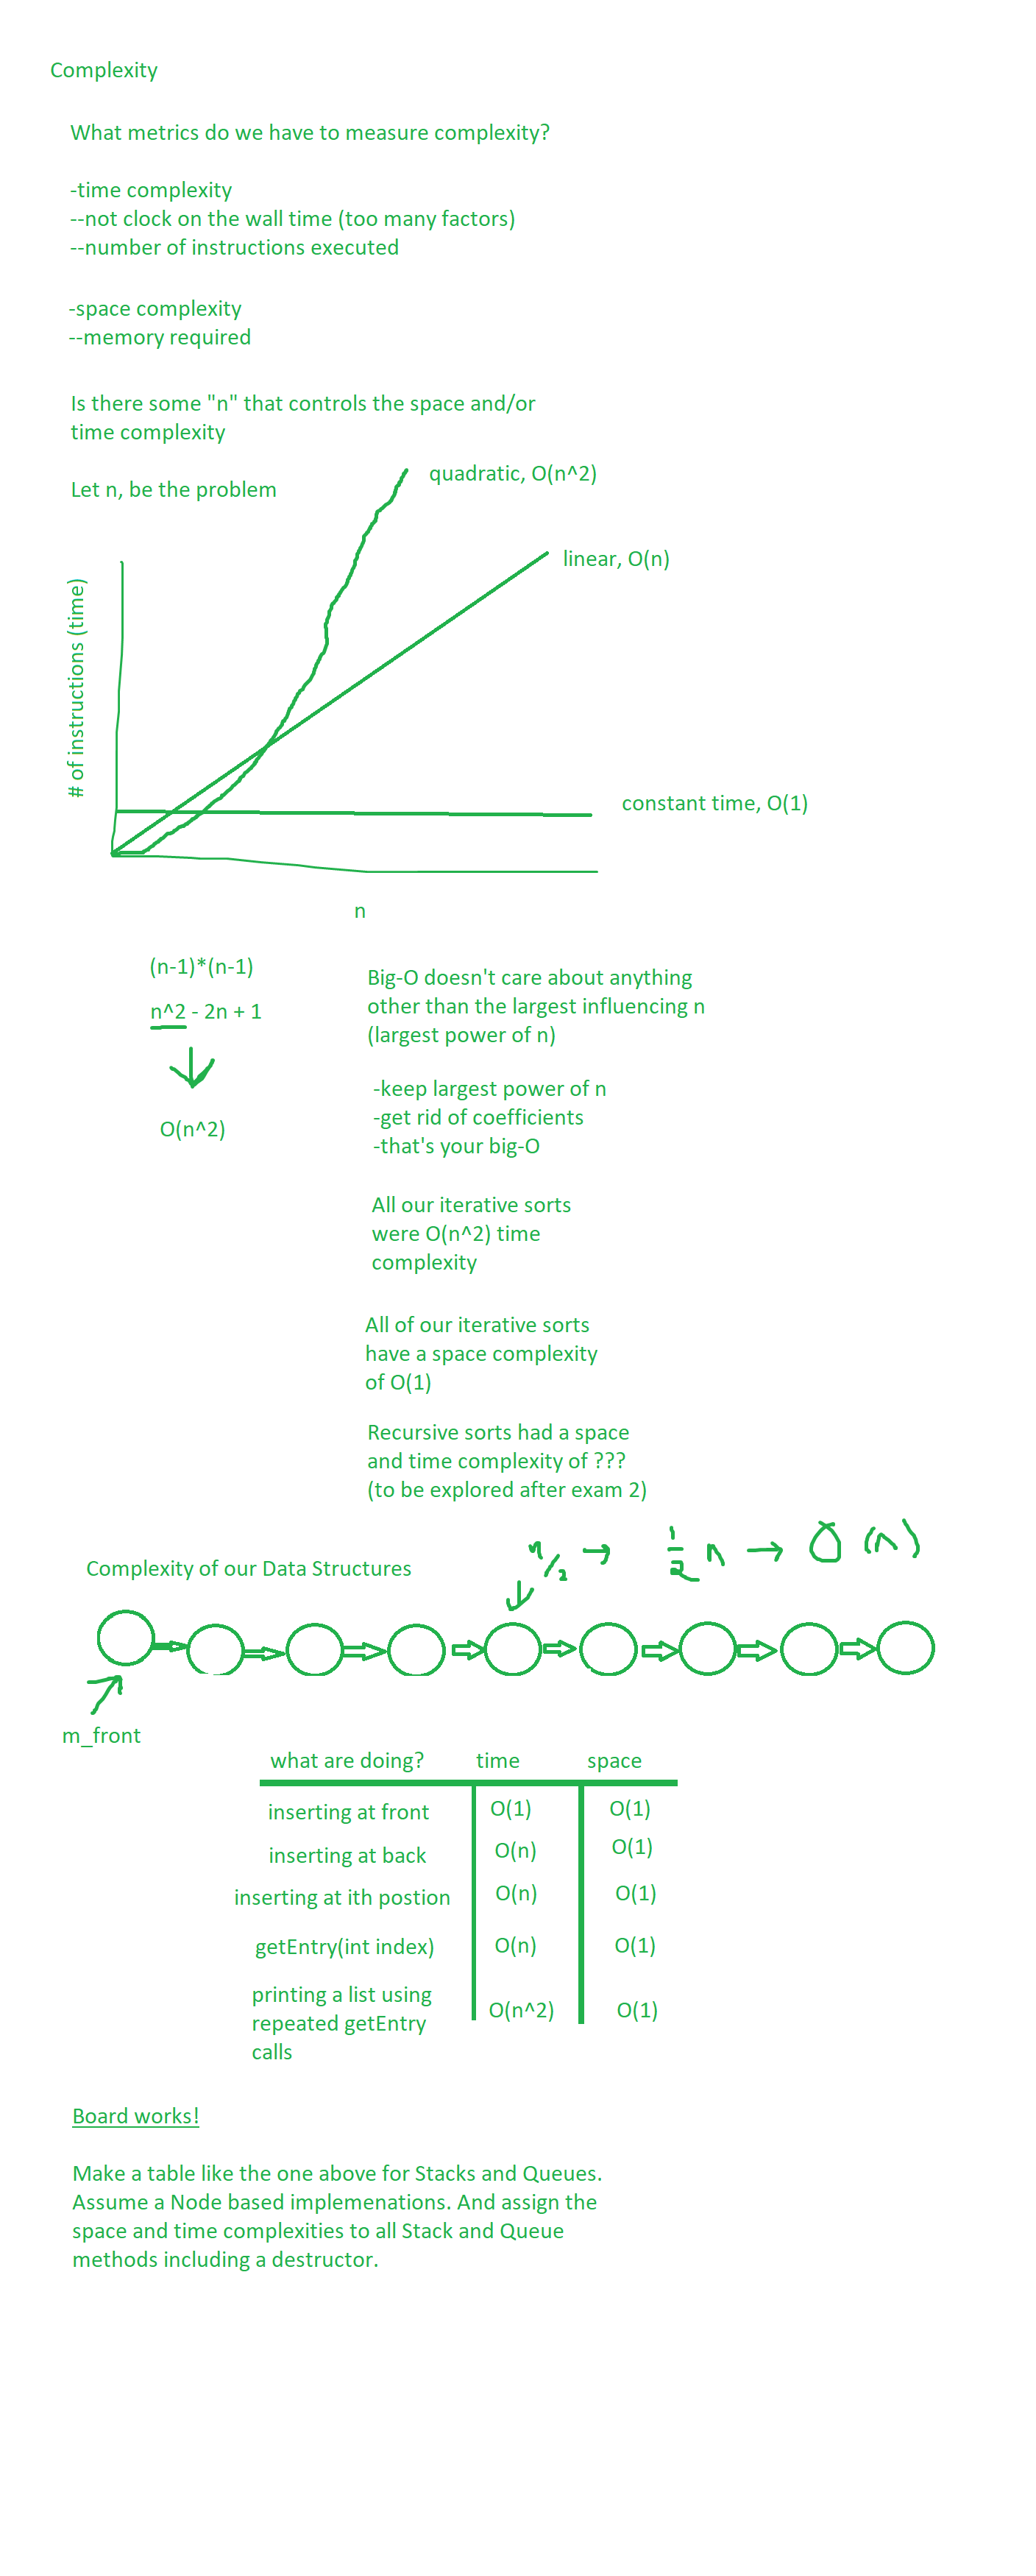 Complexity
What metrics do we have to measure complexity?
-time complexity
--not clock on the wall time (too many factors)
--number of instructions executed
-space complexity
--memory required
Is there some "n" that controls the space and/or
time complexity
Let n, be the problem
quadratic, O(n^2)
linear, O(n)
# of instructions (time)
constant time, O(1)
n
(n-1)*(n-1)
n^2 - 2n + 1
O(n^2)
Big-O doesn't care about anything
other than the largest influencing n
(largest power of n)
-keep largest power of n
-get rid of coefficients
-that's your big-O
All our iterative sorts
were O(n^2) time
complexity
All of our iterative sorts
have a space complexity
of O(1)
Recursive sorts had a space
and time complexity of ???
(to be explored after exam 2)
n/2 → 1/2 n → O(n)
Complexity of our Data Structures
m_front
what are doing? time space
inserting at front O(1) O(1)
inserting at back O(n) O(1)
inserting at ith postion O(n) O(1)
getEntry(int index) O(n) O(1)
printing a list using
repeated getEntry O(n^2) O(1)
calls
Board works!
Make a table like the one above for Stacks and Queues.
Assume a Node based implemenations. And assign the
space and time complexities to all Stack and Queue
methods including a destructor.